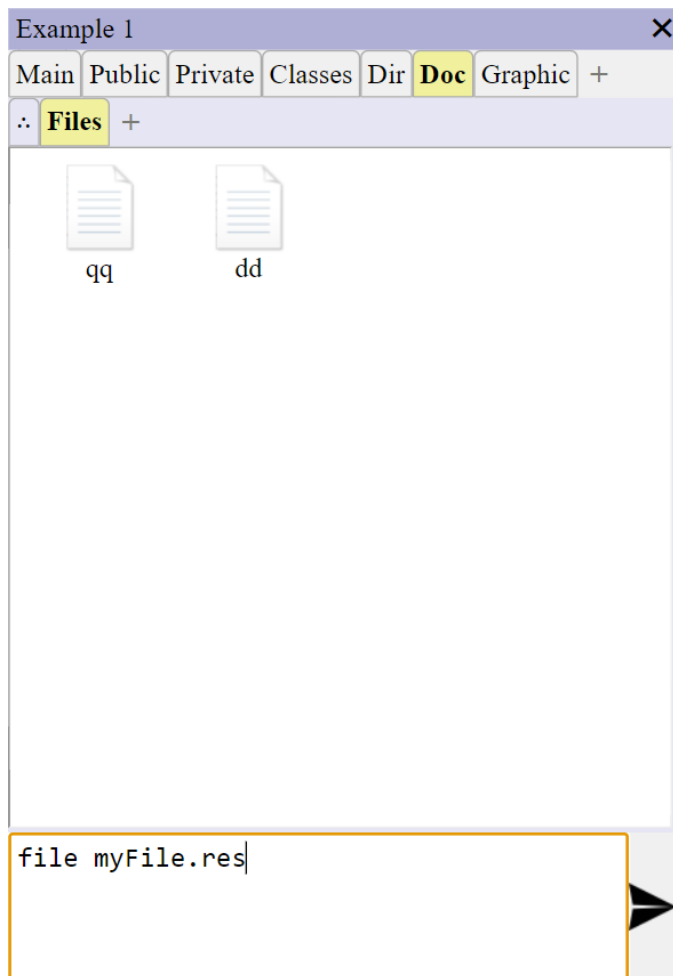 Example 1 ✕
Main Public Private Classes Dir Doc Graphic +
∴ Files +
qq dd
file myFile.res